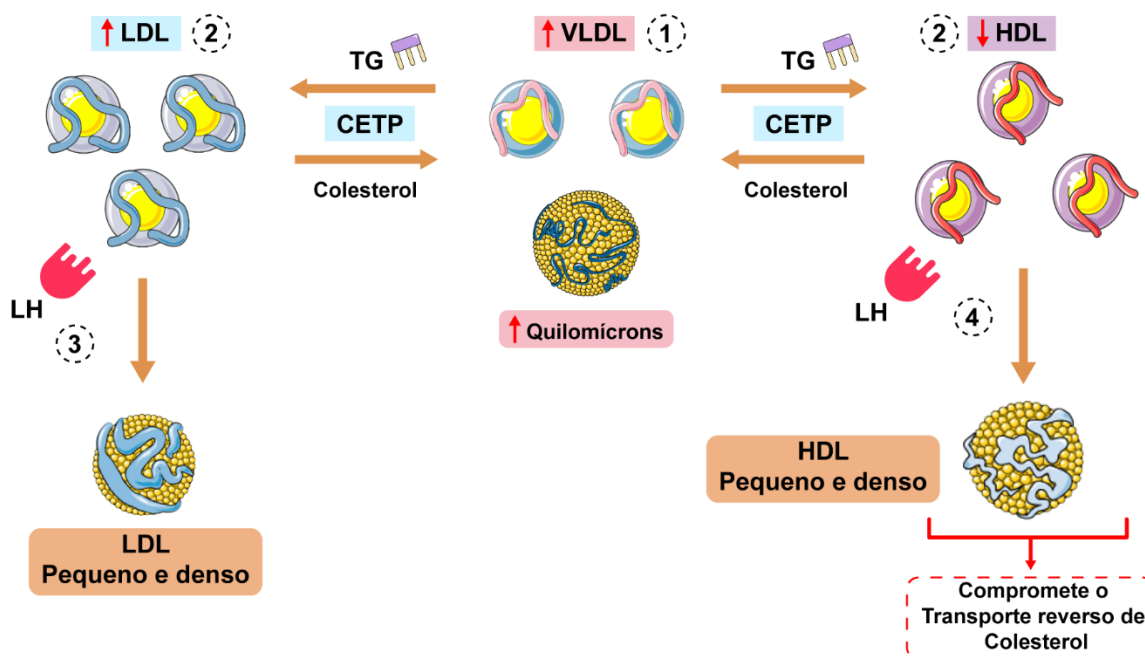 LDL
2
TG
CETP
Colesterol
VLDL
1
Quilomícrons
TG
CETP
Colesterol
2
HDL
LH
3
LDL
Pequeno e denso
LH
4
HDL
Pequeno e denso
Compromete o
Transporte reverso de
Colesterol